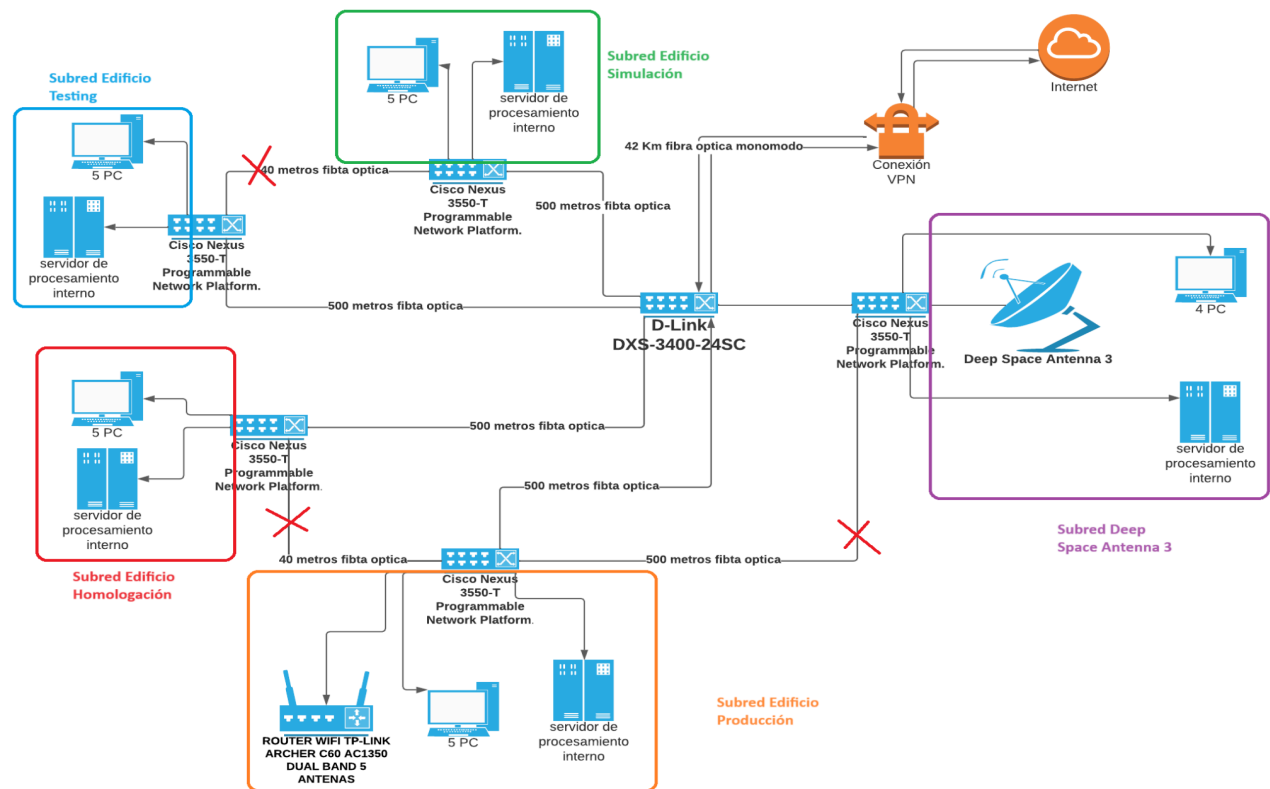 Subred Edificio
Testing
5 PC
servidor de
procesamiento
interno
Cisco Nexus
3550-T
Programmable
Network Platform.
5 PC
servidor de
procesamiento
interno
Subred Edificio
Simulación
40 metros fibta optica
Cisco Nexus
3550-T
Programmable
Network Platform.
500 metros fibta optica
42 Km fibra optica monomodo
Conexión
VPN
Internet
500 metros fibta optica
D-Link
DXS-3400-24SC
Cisco Nexus
3550-T
Programmable
Network Platform.
Deep Space Antenna 3
4 PC
servidor de
procesamiento
interno
Subred Deep
Space Antenna 3
5 PC
servidor de
procesamiento
interno
Cisco Nexus
3550-T
Programmable
Network Platform.
500 metros fibta optica
Subred Edificio
Homologación
500 metros fibta optica
40 metros fibta optica
500 metros fibta optica
Cisco Nexus
3550-T
Programmable
Network Platform.
ROUTER WIFI TP-LINK
ARCHER C60 AC1350
DUAL BAND 5
ANTENAS
5 PC
servidor de
procesamiento
interno
Subred Edificio
Producción